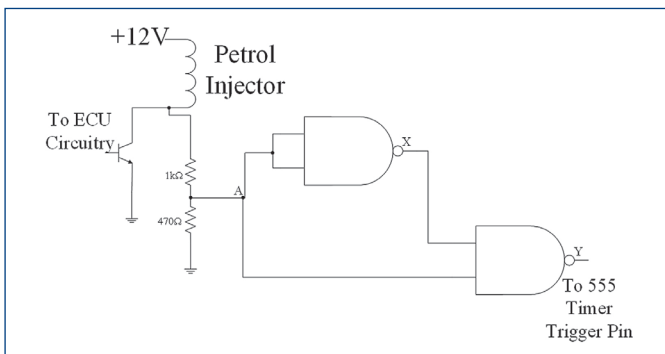 +12V
Petrol
Injector
To ECU
Circuitry
1kΩ
A
470Ω
X
Y
To 555
Timer
Trigger Pin